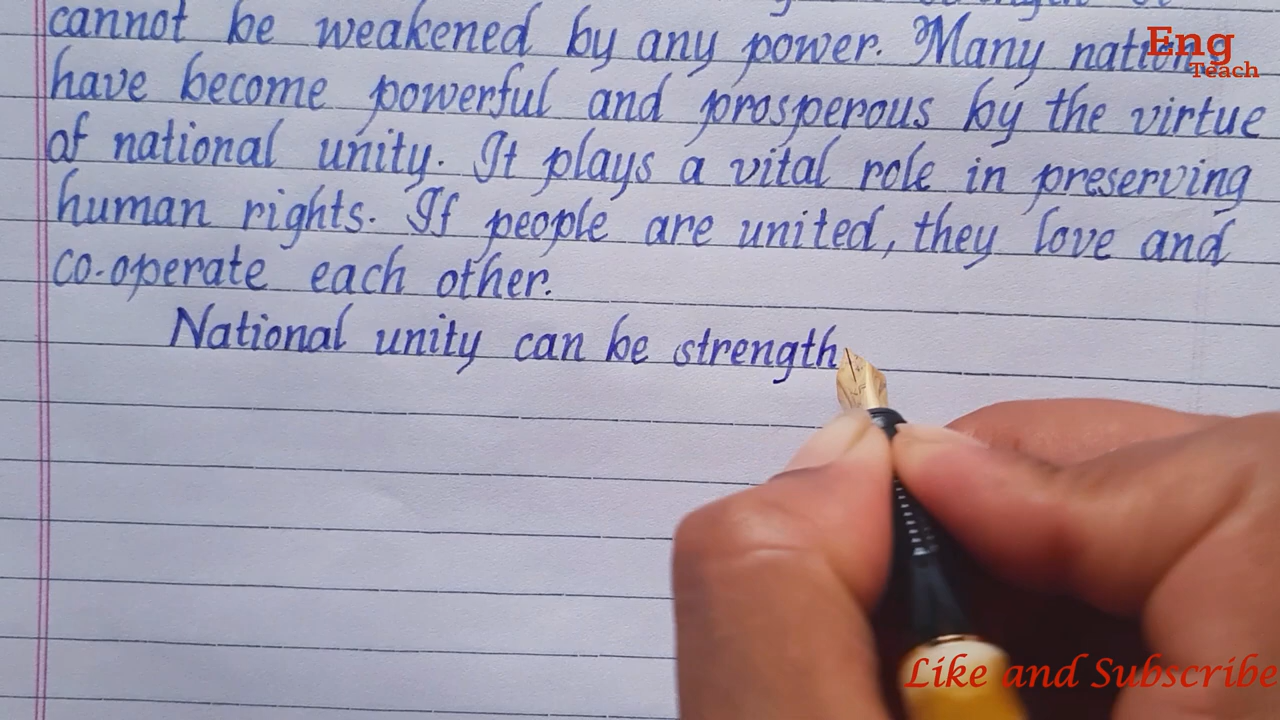 cannot be weakened by any power. Many nations
have become powerful and prosperous by the virtue
of national unity. It plays a vital role in preserving
human rights. If people are united, they love and
co-operate each other.
National unity can be strength
Eng
Teach
Like and Subscribe